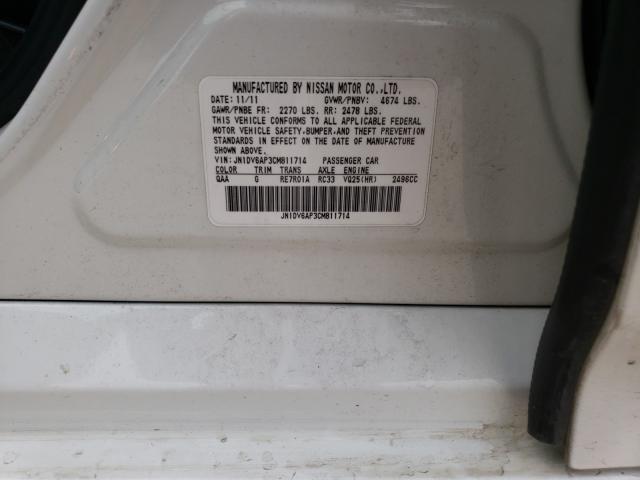 MANUFACTURED BY NISSAN MOTOR CO.,LTD.
DATE: 11/11 GVWR/PNBV: 4674 LBS.
GAWR/PNBE FR: 2270 LBS. RR: 2478 LBS.
THIS VEHICLE CONFORMS TO ALL APPLICABLE FEDERAL
MOTOR VEHICLE SAFETY,BUMPER,AND THEFT PREVENTION
STANDARDS IN EFFECT ON THE DATE OF MANUFACTURE
SHOWN ABOVE.
VIN: JN1DV6AP3CM811714 PASSENGER CAR
COLOR TRIM TRANS AXLE ENGINE
QAA G RE7R01A RC33 VQ25(HR) 2496CC
JN1DV6AP3CM811714